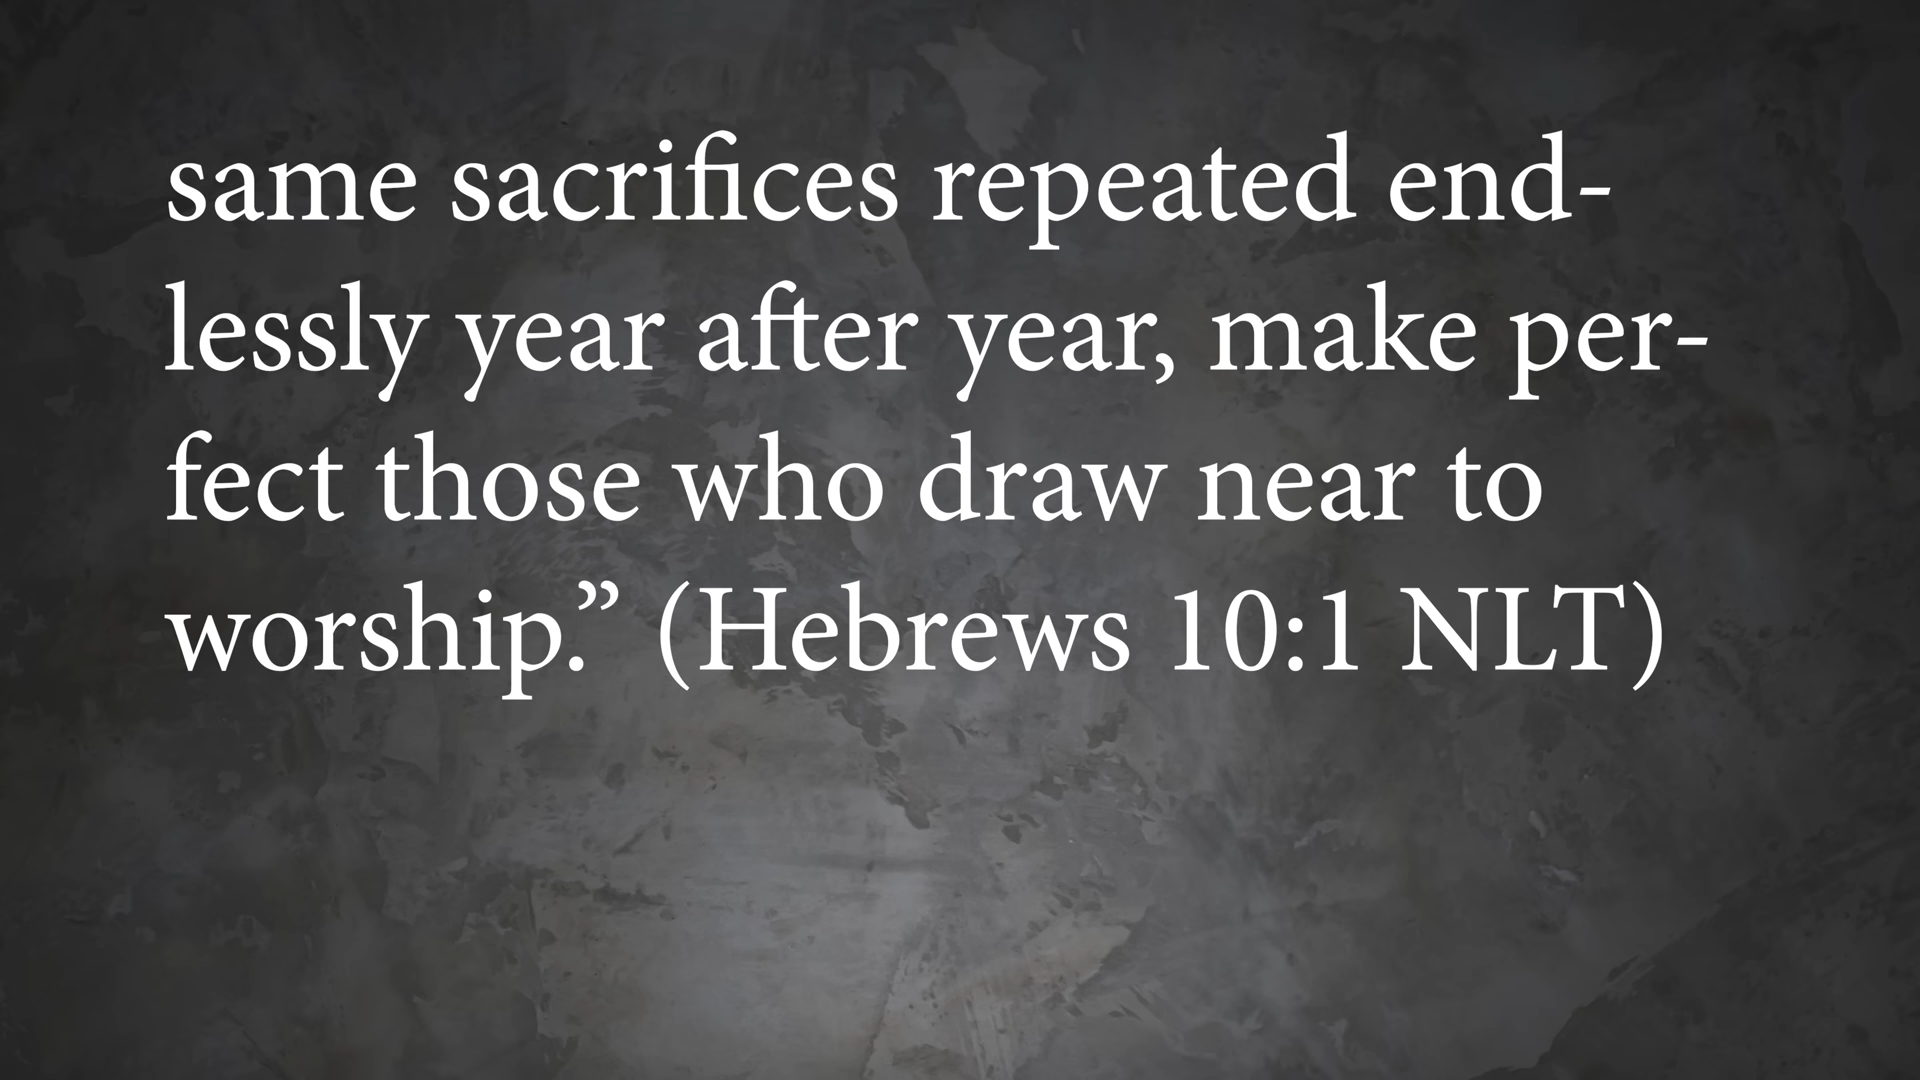 same sacrifices repeated end-
lessly year after year, make per-
fect those who draw near to
worship.” (Hebrews 10:1 NLT)